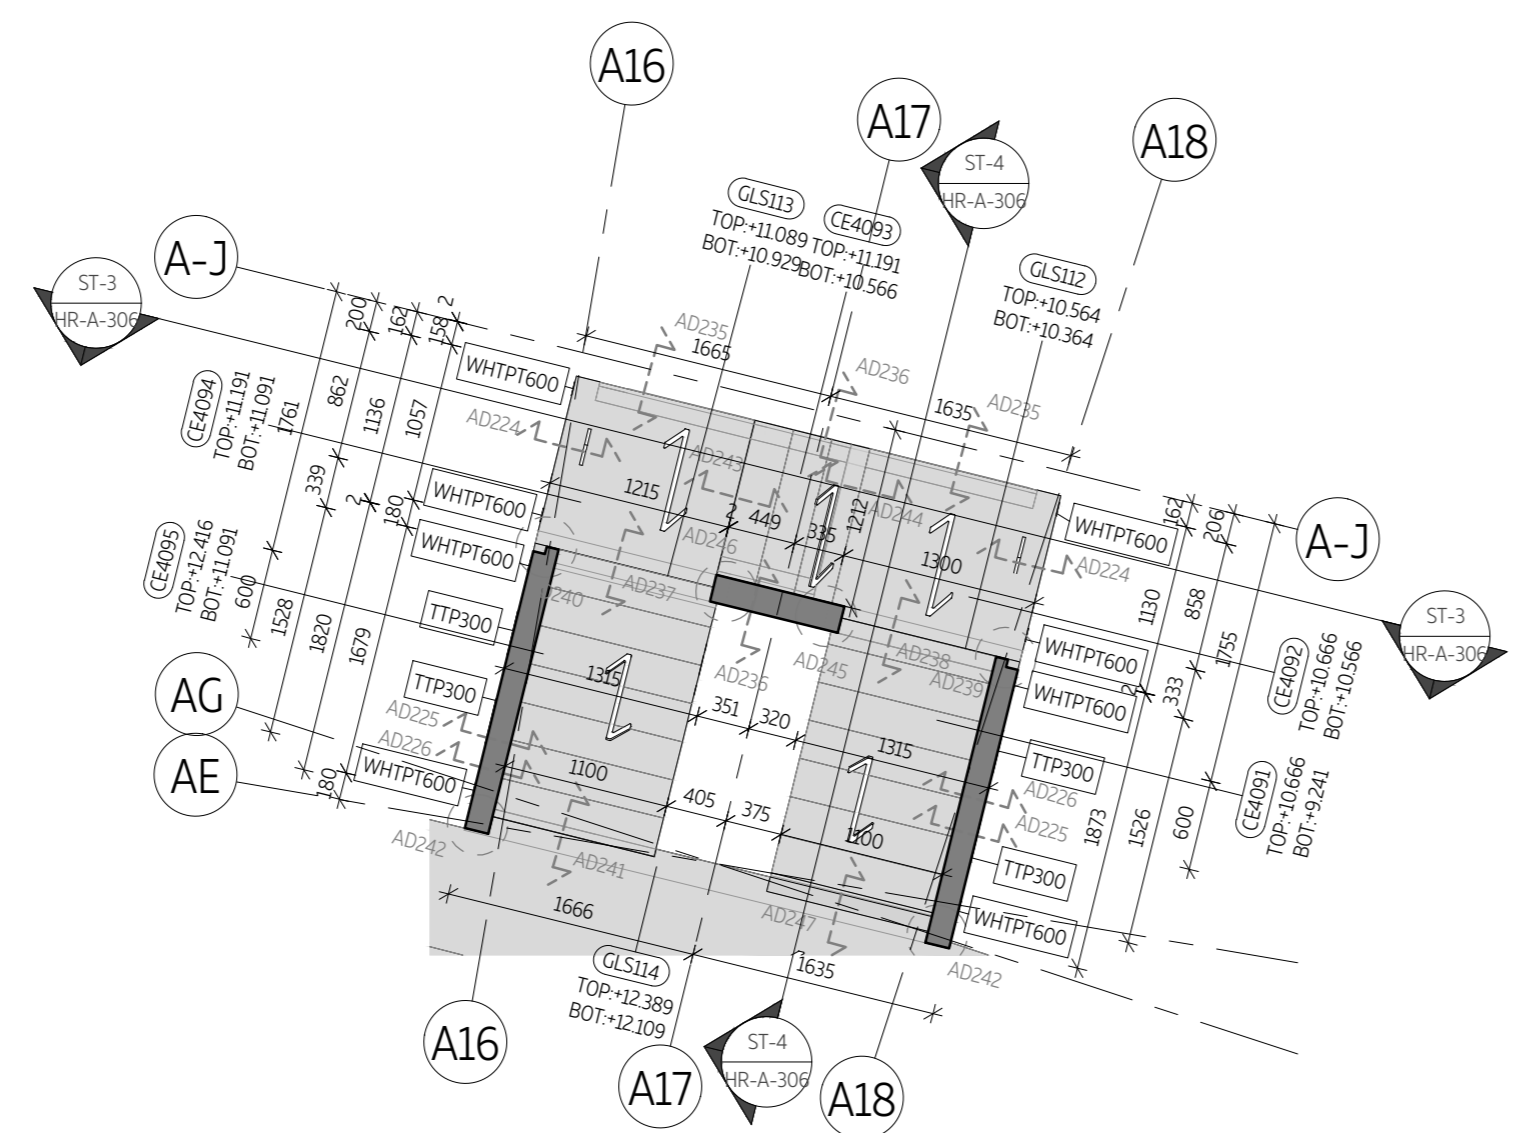 A16
A17
A18
ST-4
HR-A-306
A-J
ST-3
HR-A-306
GLS113
TOP:+11.089
BOT:+10.929
CE4093
TOP:+11.191
BOT:+10.566
GLS112
TOP:+10.564
BOT:+10.364
200
162
158
2
862
1136
1057
1761
339
2
180
600
1528
1820
1679
180
CE4094
TOP:+11.191
BOT:+11.091
CE4095
TOP:+12.416
BOT:+11.091
WHTPT600
WHTPT600
WHTPT600
TTP300
TTP300
WHTPT600
AD235
1665
AD236
1635
AD235
AD224
AD243
1215
2
449
335
1212
AD244
1300
AD246
AD224
AD240
AD237
AD236
AD245
AD238
AD239
1315
351
320
1315
AD225
AD226
1100
405
375
1100
AD226
AD225
AD242
AD241
AD247
AD242
1666
1635
WHTPT600
WHTPT600
WHTPT600
TTP300
TTP300
WHTPT600
162
206
1130
858
1755
2
333
1873
1526
600
A-J
ST-3
HR-A-306
CE4092
TOP:+10.666
BOT:+10.566
CE4091
TOP:+10.666
BOT:+9.241
AG
AE
GLS114
TOP:+12.389
BOT:+12.109
A16
A17
ST-4
HR-A-306
A18